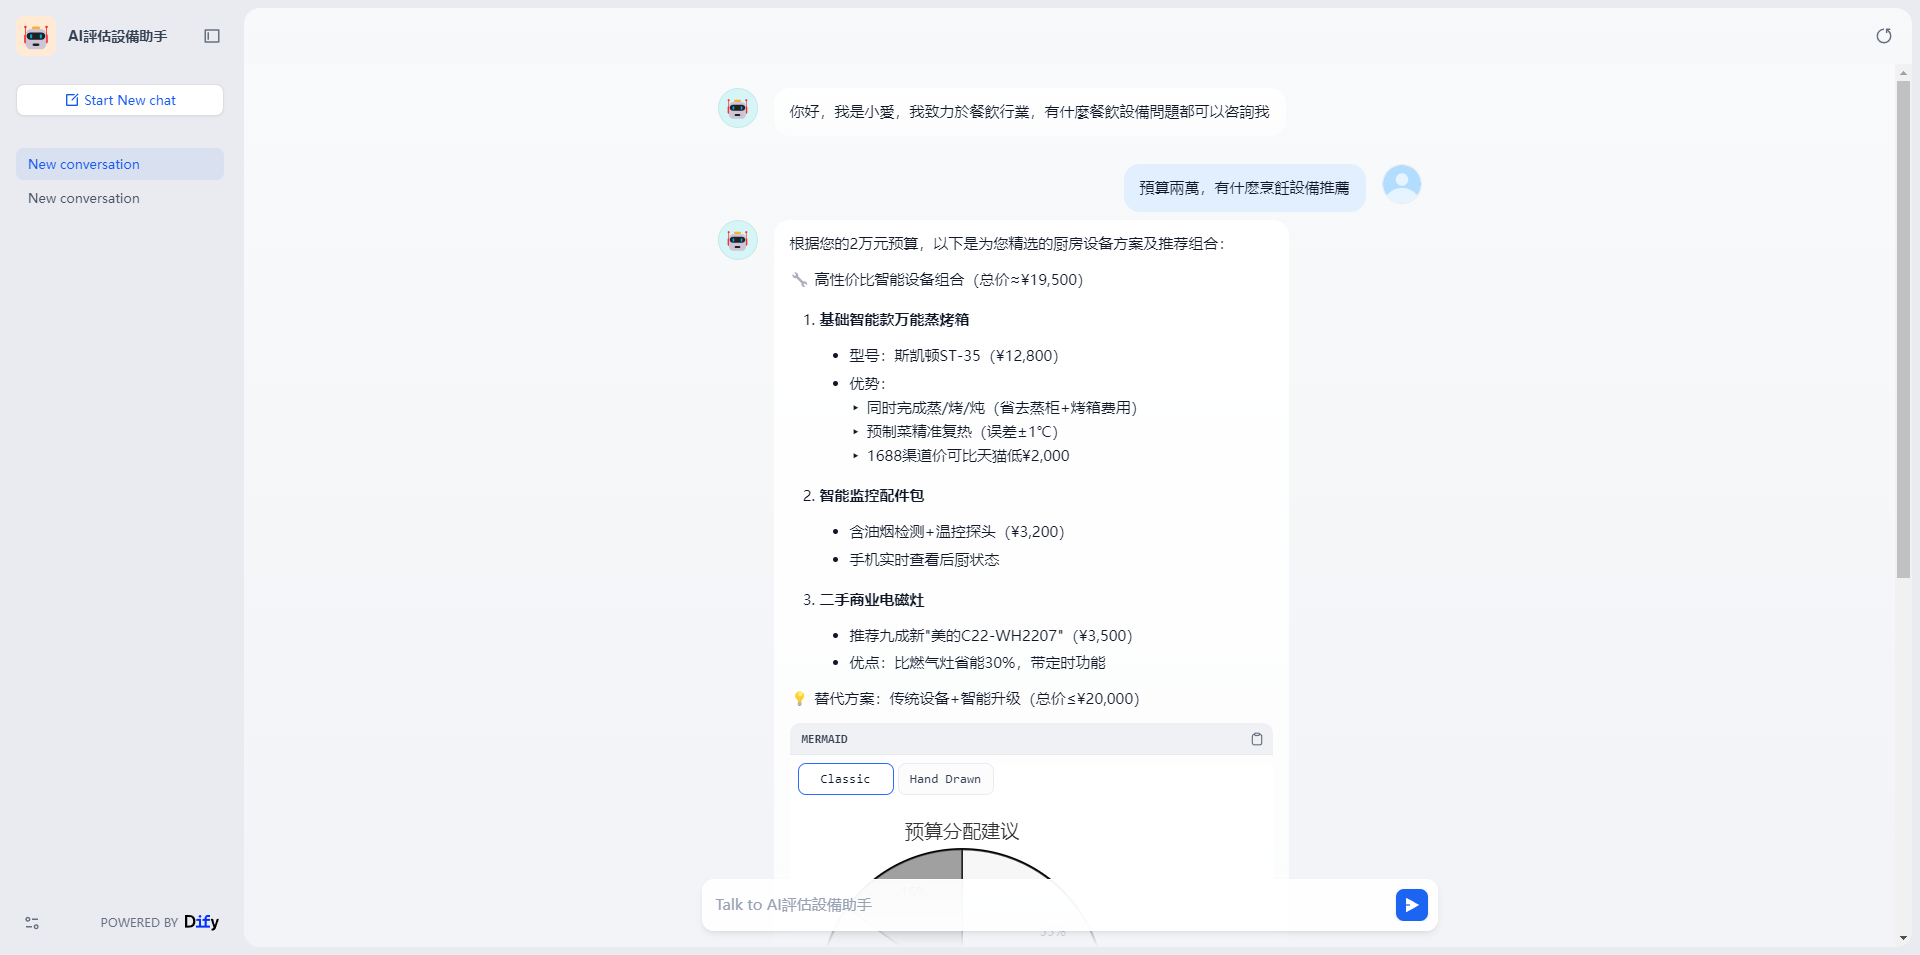 AI評估設備助手
Start New chat
New conversation
New conversation
你好，我是小愛，我致力於餐飲行業，有什麼餐飲設備問題都可以咨詢我
預算兩萬，有什麽烹飪設備推薦
根据您的2万元预算，以下是为您精选的厨房设备方案及推荐组合：
🔧 高性价比智能设备组合（总价≈¥19,500）
1. 基础智能款万能蒸烤箱
• 型号：斯凯顿ST-35（¥12,800）
• 优势：
‣ 同时完成蒸/烤/炖（省去蒸柜+烤箱费用）
‣ 预制菜精准复热（误差±1℃）
‣ 1688渠道价可比天猫低¥2,000
2. 智能监控配件包
• 含油烟检测+温控探头（¥3,200）
• 手机实时查看后厨状态
3. 二手商业电磁灶
• 推荐九成新"美的C22-WH2207"（¥3,500）
• 优点：比燃气灶省能30%，带定时功能
💡 替代方案：传统设备+智能升级（总价≤¥20,000）
MERMAID
Classic
Hand Drawn
预算分配建议
15%
Talk to AI評估設備助手
55%
POWERED BY Dify